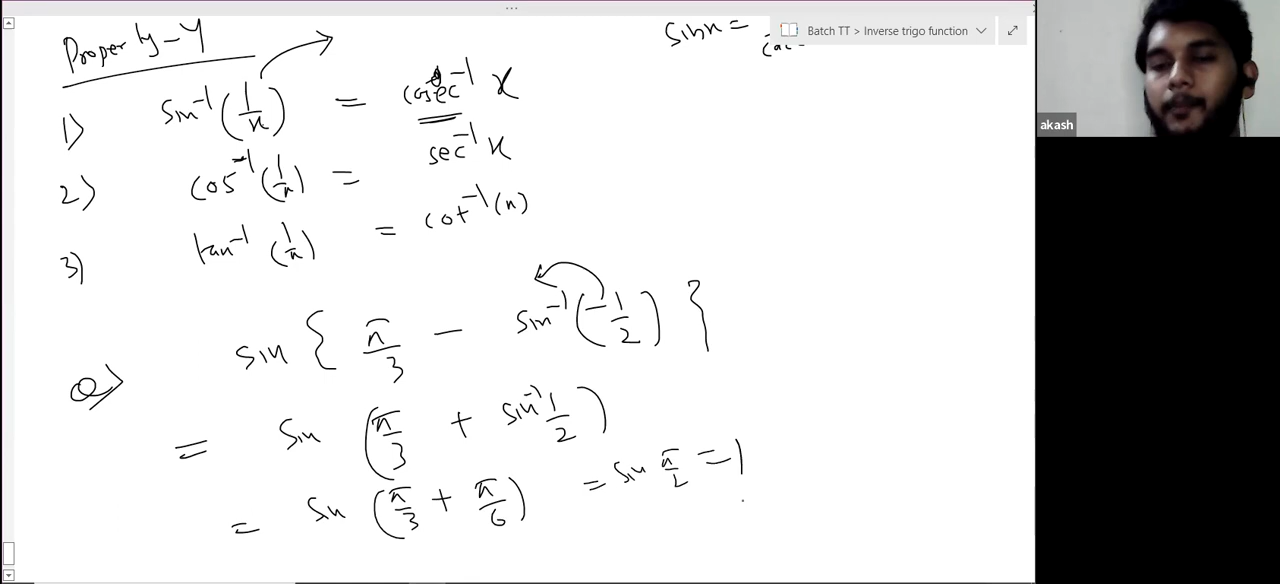 Property-4
sin x =
Batch TT > Inverse trigo function
akash
1) sin⁻¹(1/x) = cosec⁻¹ x
2) cos⁻¹(1/x) = sec⁻¹ x
3) tan⁻¹(1/x) = cot⁻¹(x)
Q) sin { π/3 − sin⁻¹(−1/2) }
= sin (π/3 + sin⁻¹ 1/2)
= sin (π/3 + π/6) = sin π/2 = 1